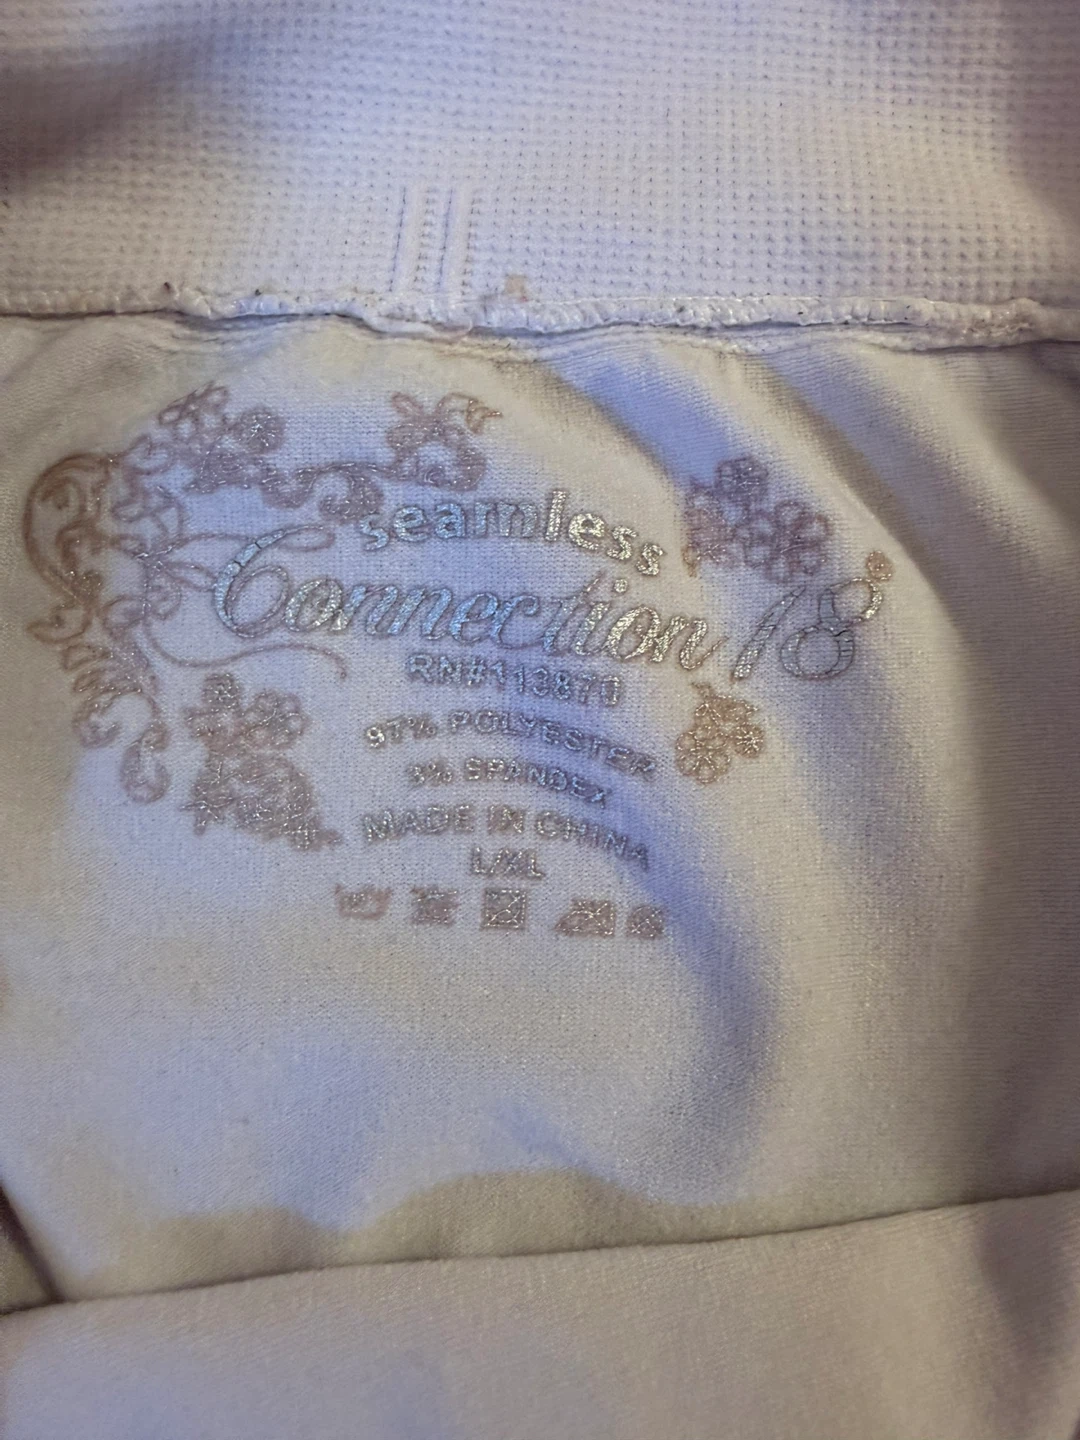 seamless
Connection 18
RN#113870
97% POLYESTER
3% SPANDEX
MADE IN CHINA
L/XL